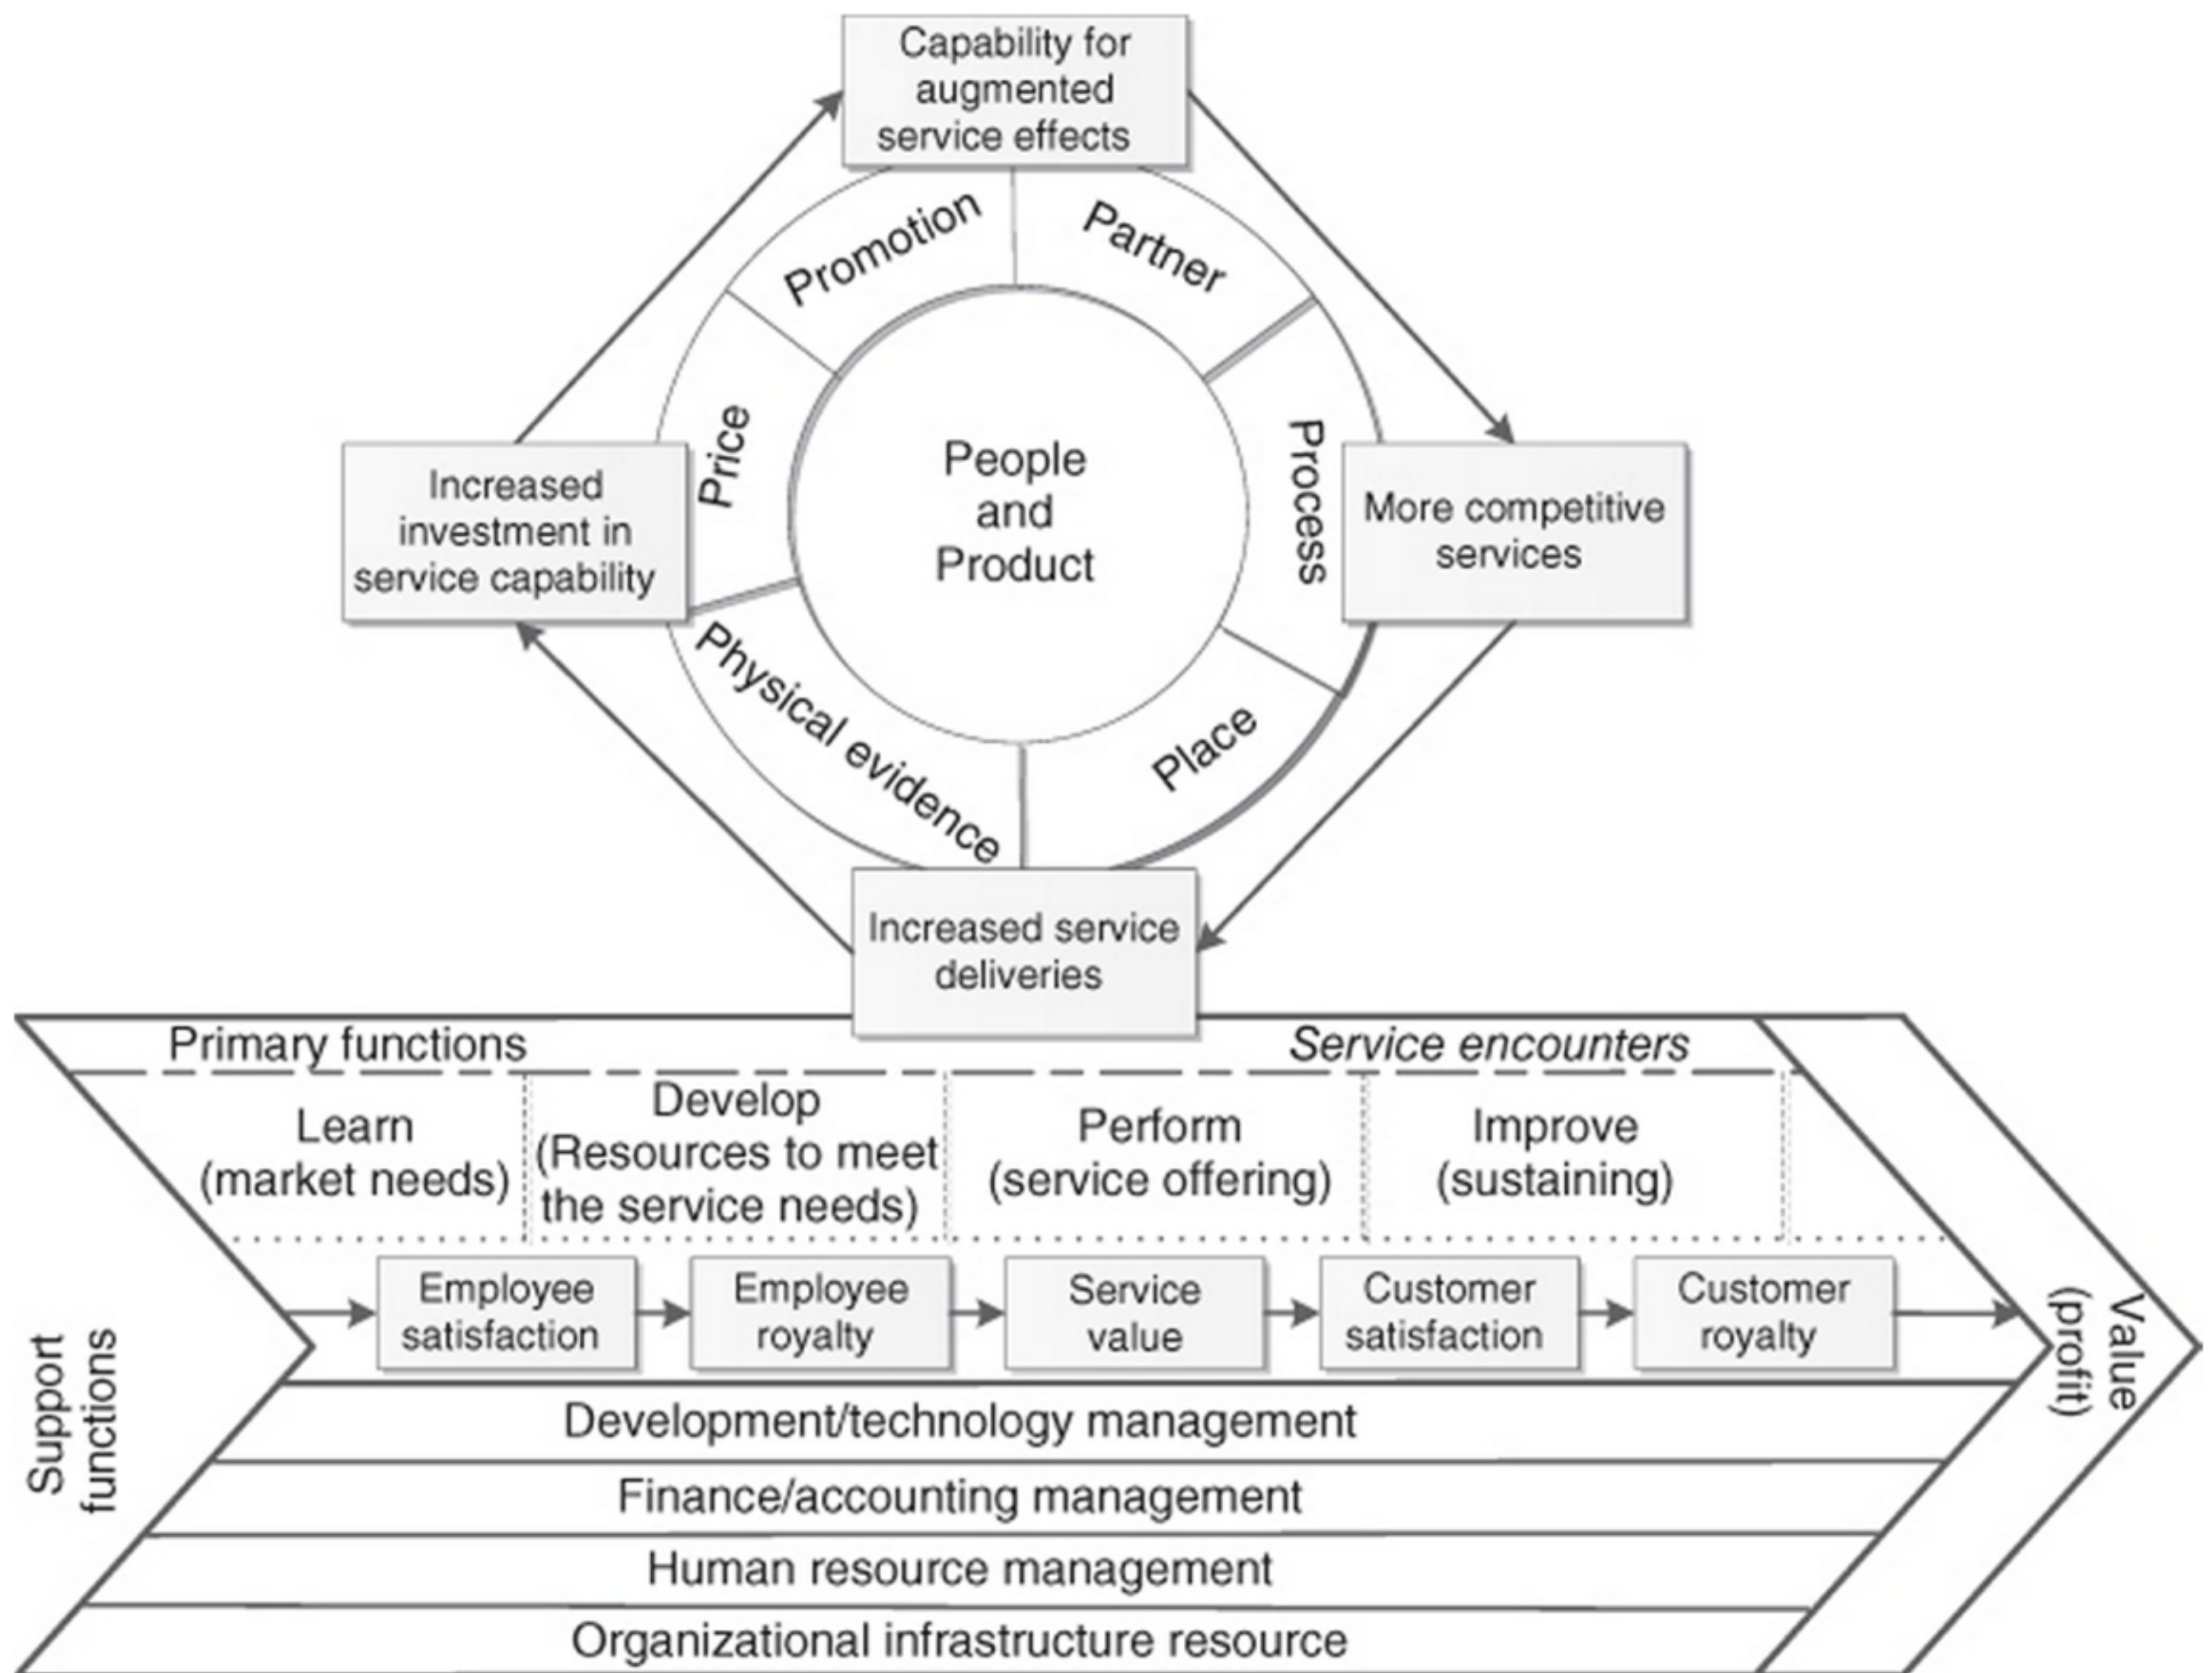 Capability for
augmented
service effects
Promotion
Partner
Price
Process
People
and
Product
Increased
investment in
service capability
More competitive
services
Physical evidence
Place
Increased service
deliveries
Primary functions
Service encounters
Learn
(market needs)
Develop
(Resources to meet
the service needs)
Perform
(service offering)
Improve
(sustaining)
Employee
satisfaction
Employee
royalty
Service
value
Customer
satisfaction
Customer
royalty
Value
(profit)
Support
functions
Development/technology management
Finance/accounting management
Human resource management
Organizational infrastructure resource